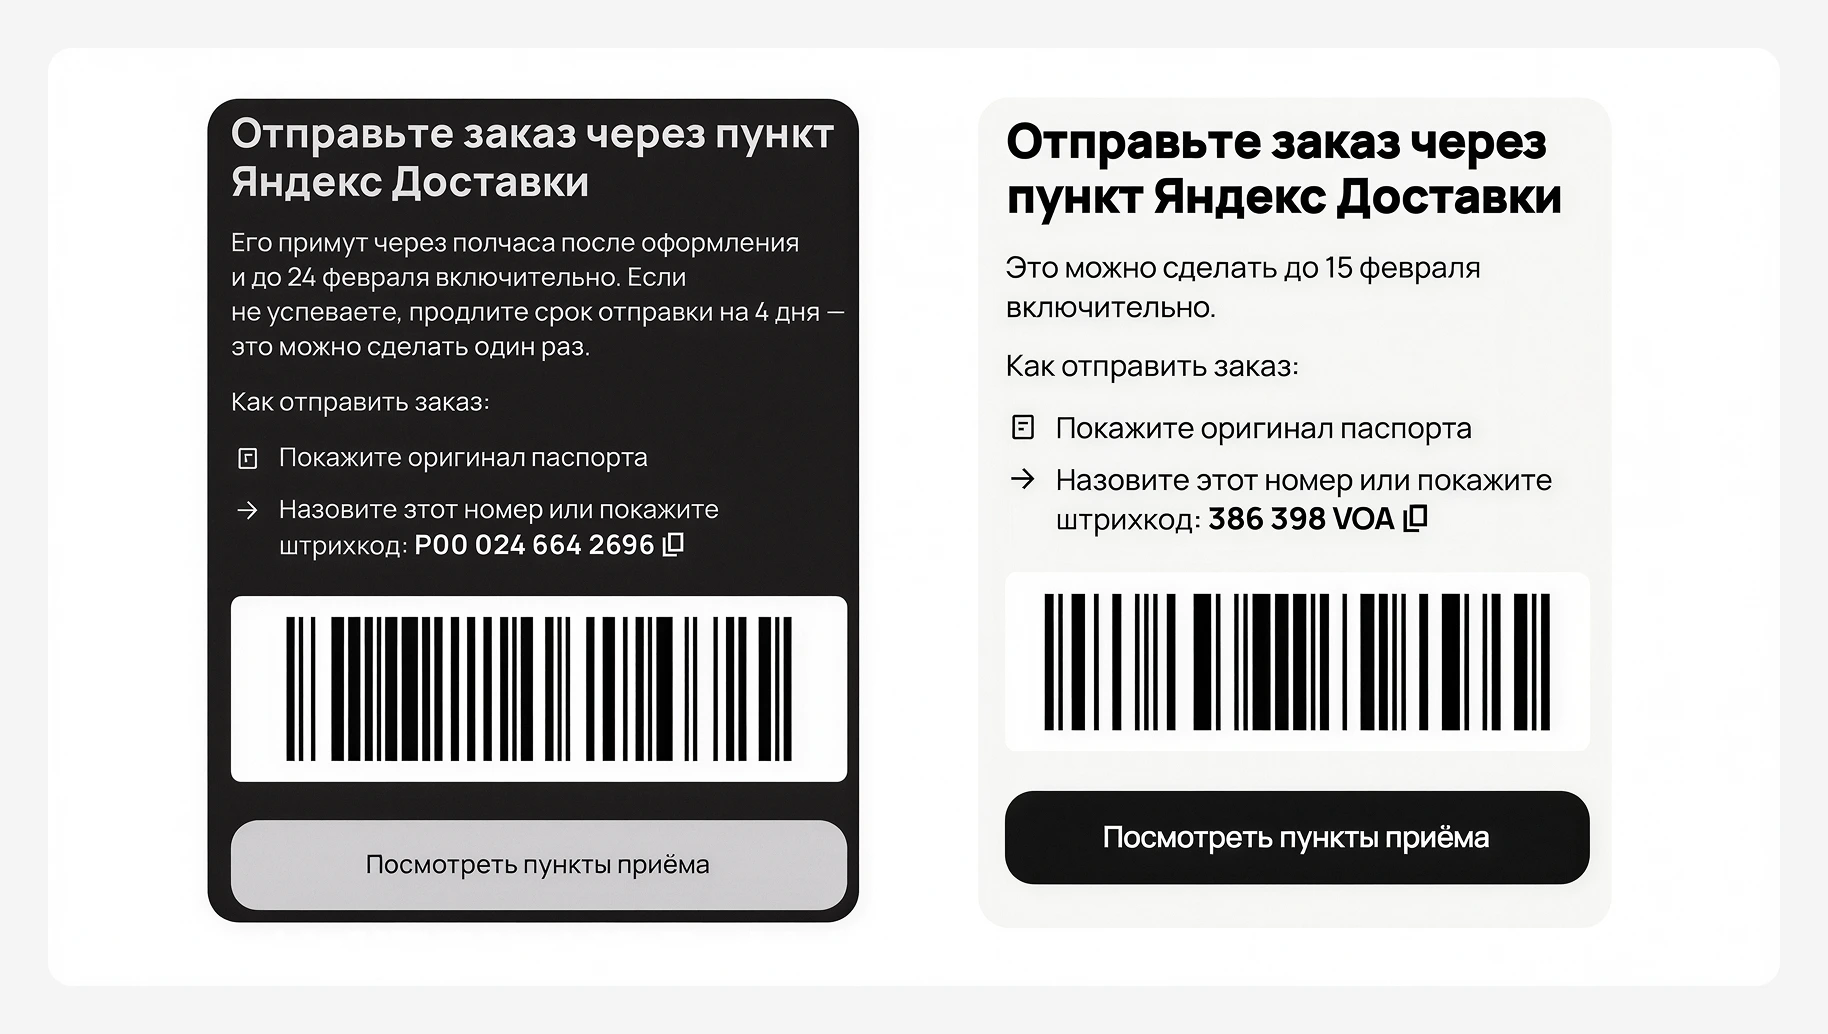 Отправьте заказ через пункт
Яндекс Доставки
Его примут через полчаса после оформления
и до 24 февраля включительно. Если
не успеваете, продлите срок отправки на 4 дня —
это можно сделать один раз.
Как отправить заказ:
Покажите оригинал паспорта
Назовите этот номер или покажите
штрихкод: P00 024 664 2696
Посмотреть пункты приёма
Отправьте заказ через
пункт Яндекс Доставки
Это можно сделать до 15 февраля
включительно.
Как отправить заказ:
Покажите оригинал паспорта
Назовите этот номер или покажите
штрихкод: 386 398 VOA
Посмотреть пункты приёма